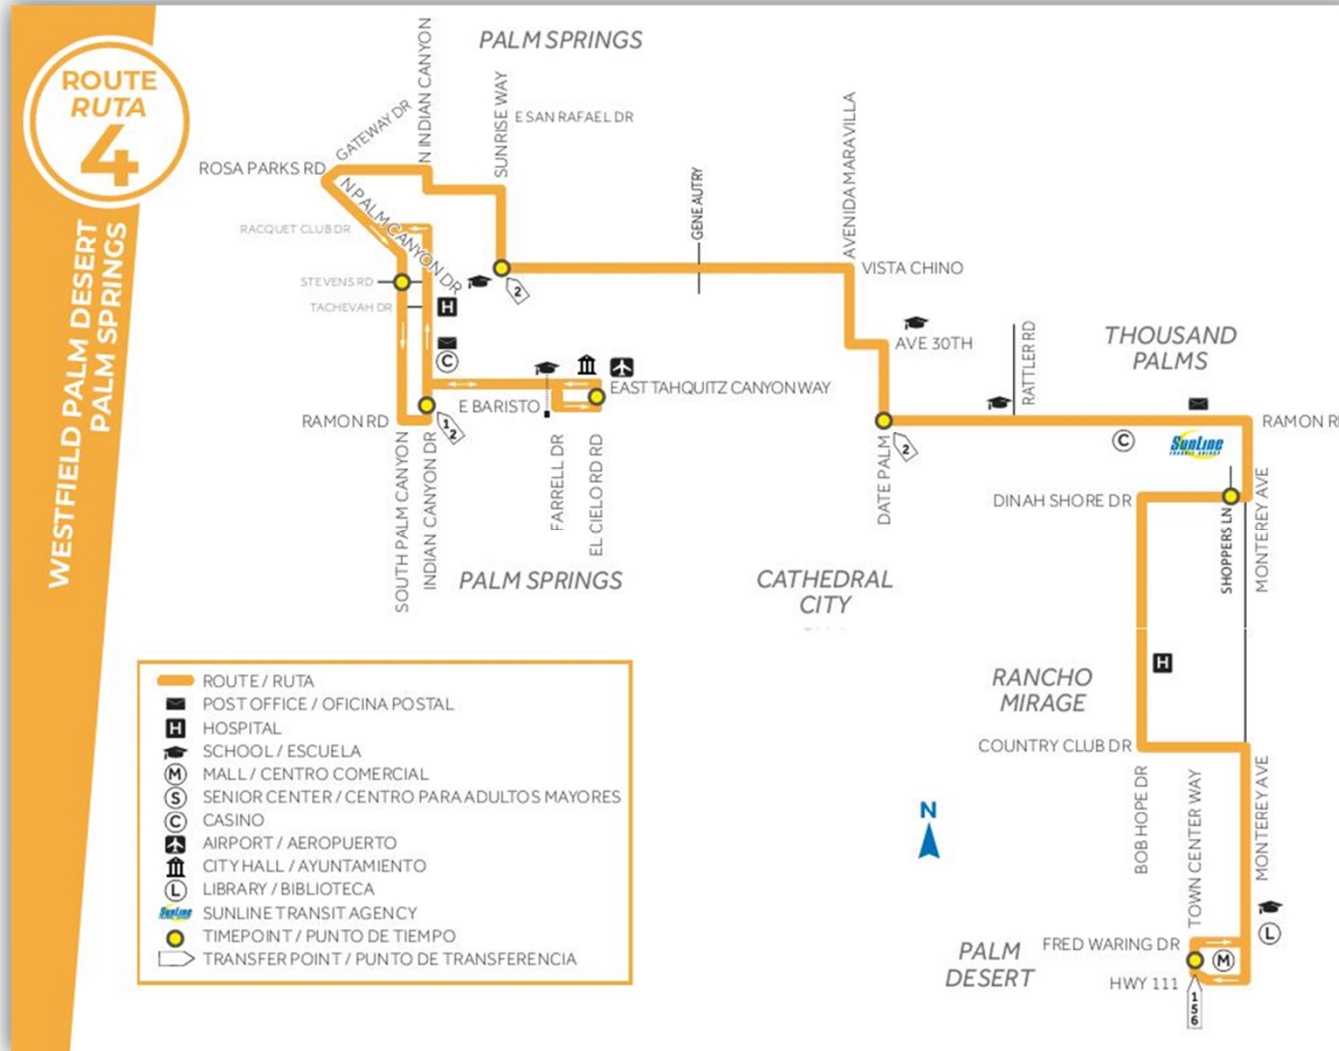 ROUTE
RUTA
4
WESTFIELD PALM DESERT
PALM SPRINGS
PALM SPRINGS
N INDIAN CANYON
SUNRISE WAY
E SAN RAFAEL DR
GATEWAY DR
ROSA PARKS RD
N PALM CANYON DR
RACQUET CLUB DR
STEVENS RD
TACHEVAH DR
H
C
2
GENE AUTRY
AVENIDA MARAVILLA
VISTA CHINO
AVE 30TH
RATTLER RD
THOUSAND
PALMS
EAST TAHQUITZ CANYON WAY
E BARISTO
RAMON RD
1
2
SOUTH PALM CANYON
INDIAN CANYON DR
FARRELL DR
EL CIELO RD RD
PALM SPRINGS
DATE PALM
2
C
SunLine
TRANSIT AGENCY
RAMON R
DINAH SHORE DR
SHOPPERS LN
MONTEREY AVE
CATHEDRAL
CITY
RANCHO
MIRAGE
H
COUNTRY CLUB DR
BOB HOPE DR
TOWN CENTER WAY
MONTEREY AVE
N
L
FRED WARING DR
M
HWY 111
PALM
DESERT
1
5
6
ROUTE / RUTA
POST OFFICE / OFICINA POSTAL
H HOSPITAL
SCHOOL / ESCUELA
M MALL / CENTRO COMERCIAL
S SENIOR CENTER / CENTRO PARA ADULTOS MAYORES
C CASINO
AIRPORT / AEROPUERTO
CITY HALL / AYUNTAMIENTO
L LIBRARY / BIBLIOTECA
SunLine SUNLINE TRANSIT AGENCY
TIMEPOINT / PUNTO DE TIEMPO
TRANSFER POINT / PUNTO DE TRANSFERENCIA